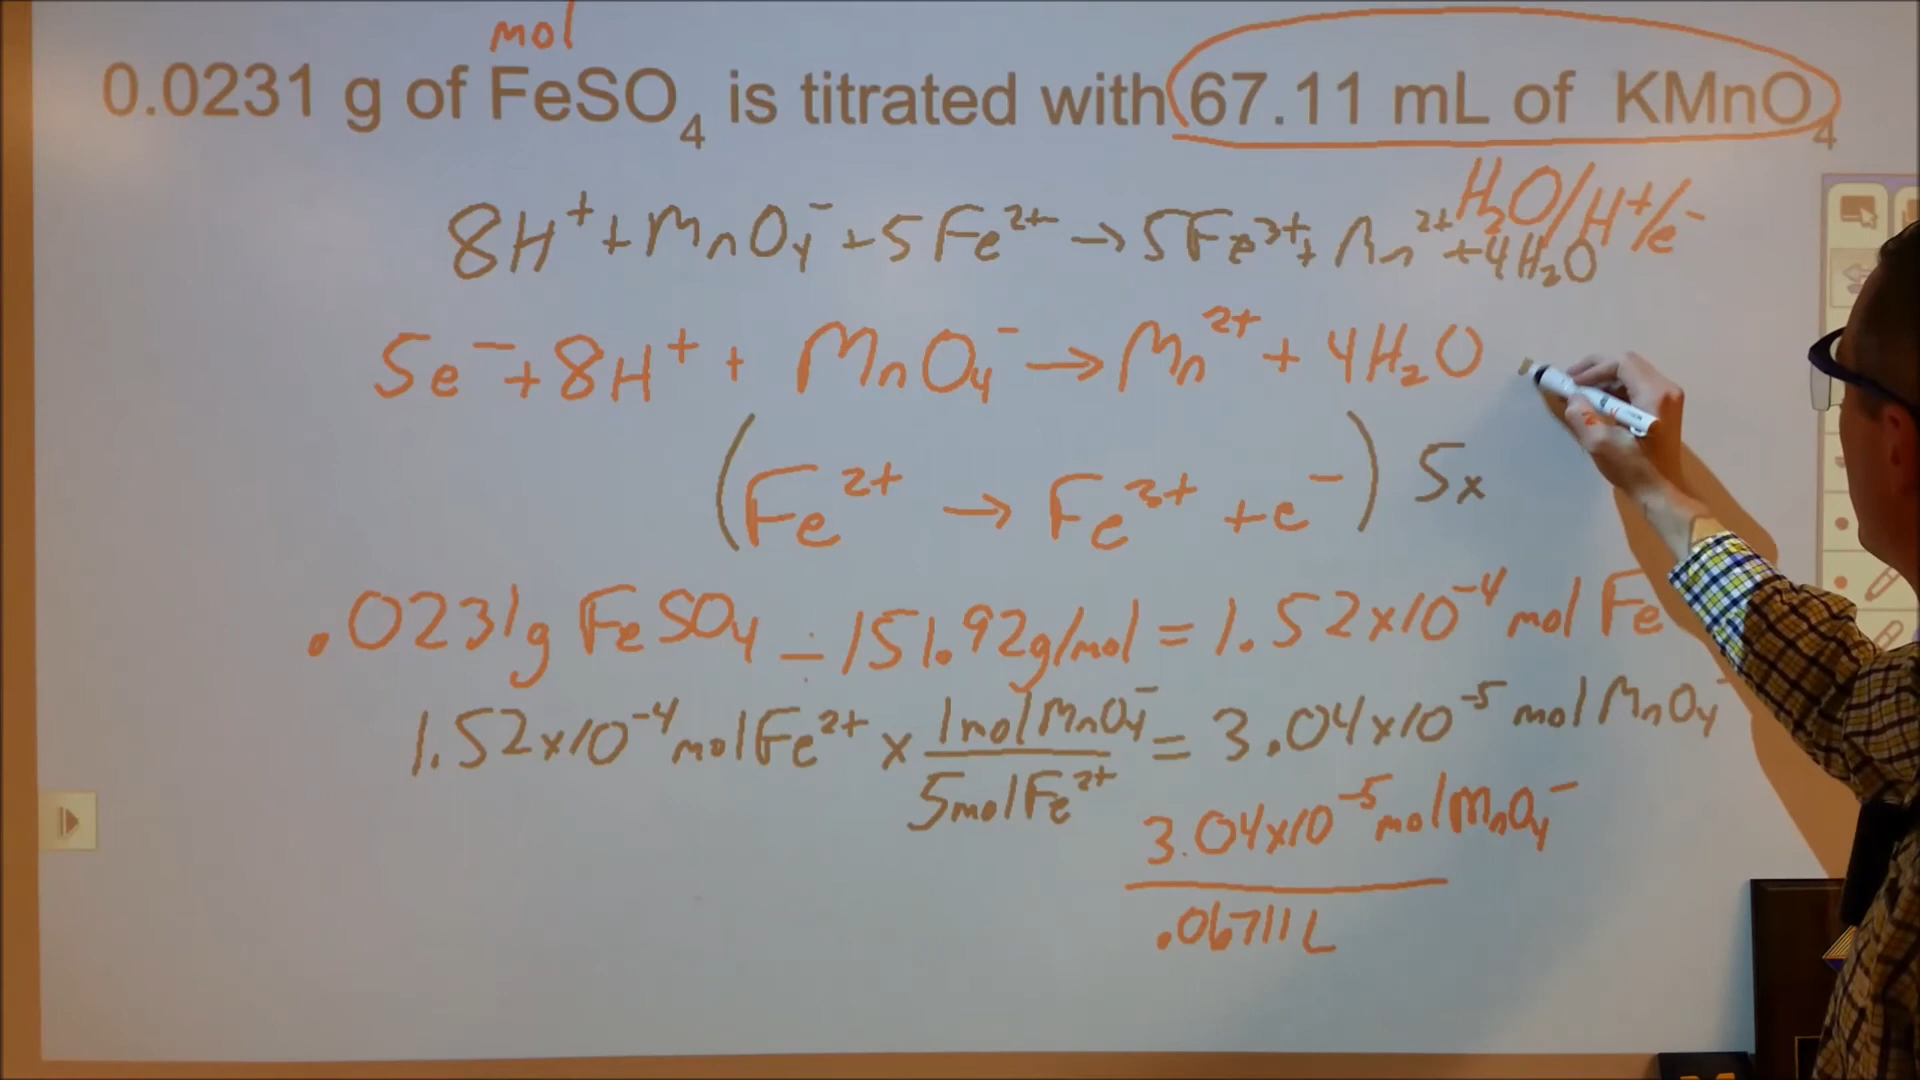 mol
0.0231 g of FeSO₄ is titrated with 67.11 mL of KMnO₄
H₂O/H⁺/e⁻
8H⁺ + MnO₄⁻ + 5Fe²⁺ → 5Fe³⁺ + Mn²⁺ + 4H₂O
5e⁻ + 8H⁺ + MnO₄⁻ → Mn²⁺ + 4H₂O
(Fe²⁺ → Fe³⁺ + e⁻) 5x
.0231g FeSO₄ ÷ 151.92g/mol = 1.52x10⁻⁴ mol Fe
1.52x10⁻⁴ mol Fe²⁺ x 1mol MnO₄⁻ / 5mol Fe²⁺ = 3.04x10⁻⁵ mol MnO₄⁻
3.04x10⁻⁵ mol MnO₄⁻
.06711L